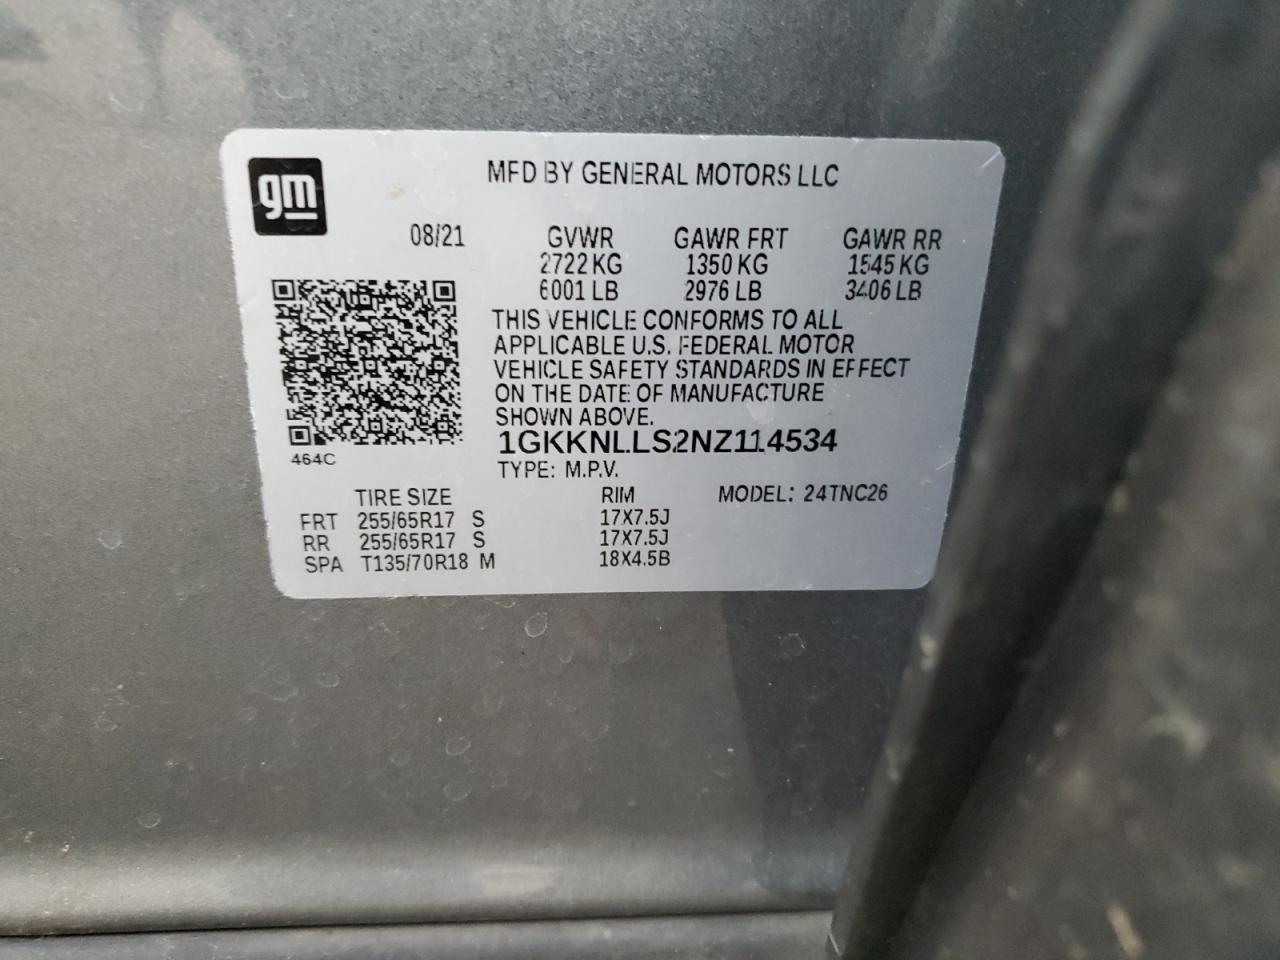 gm
MFD BY GENERAL MOTORS LLC
08/21 GVWR GAWR FRT GAWR RR
2722 KG 1350 KG 1545 KG
6001 LB 2976 LB 3406 LB
THIS VEHICLE CONFORMS TO ALL
APPLICABLE U.S. FEDERAL MOTOR
VEHICLE SAFETY STANDARDS IN EFFECT
ON THE DATE OF MANUFACTURE
SHOWN ABOVE.
1GKKNLLS2NZ114534
464C
TYPE: M.P.V.
TIRE SIZE RIM MODEL: 24TNC26
FRT 255/65R17 S 17X7.5J
RR 255/65R17 S 17X7.5J
SPA T135/70R18 M 18X4.5B